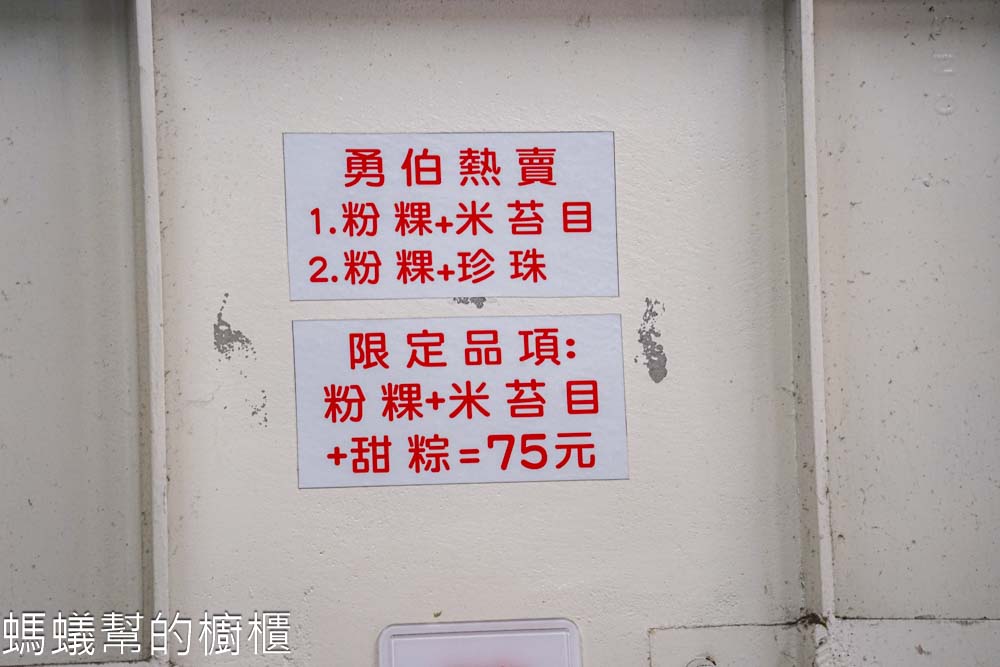 勇伯熱賣
1.粉粿+米苔目
2.粉粿+珍珠
限定品項:
粉粿+米苔目
+甜粽=75元
螞蟻幫的櫥櫃